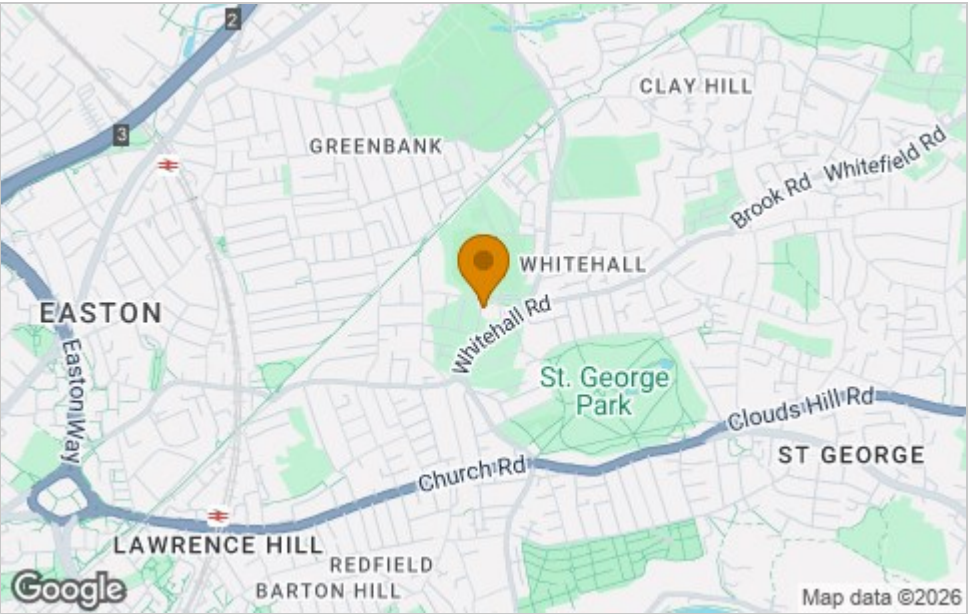 2
CLAY HILL
3
GREENBANK
Brook Rd
Whitefield Rd
WHITEHALL
EASTON
Whitehall Rd
Easton Way
St. George
Park
Clouds Hill Rd
ST GEORGE
Church Rd
LAWRENCE HILL
REDFIELD
BARTON HILL
Google
Map data ©2026